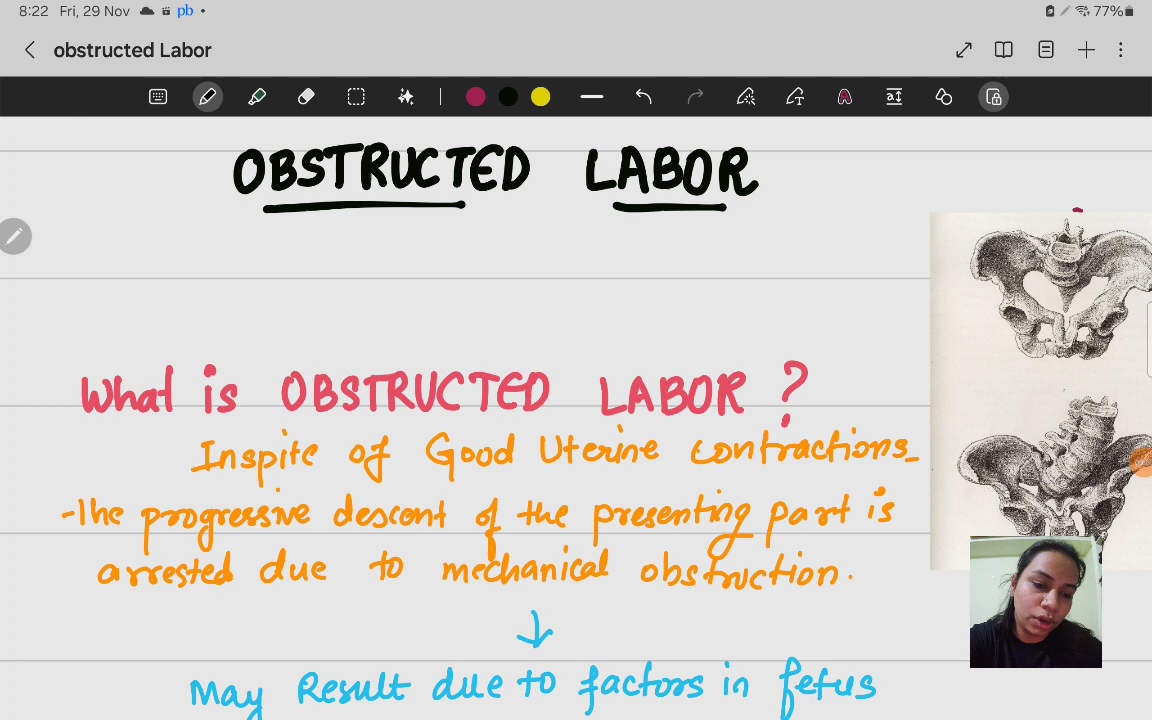 8:22 Fri, 29 Nov pb 77%
obstructed Labor
OBSTRUCTED LABOR
What is OBSTRUCTED LABOR ?
Inspite of Good Uterine contractions
the progressive descent of the presenting part is
arrested due to mechanical obstruction.
↓
May Result due to factors in fetus